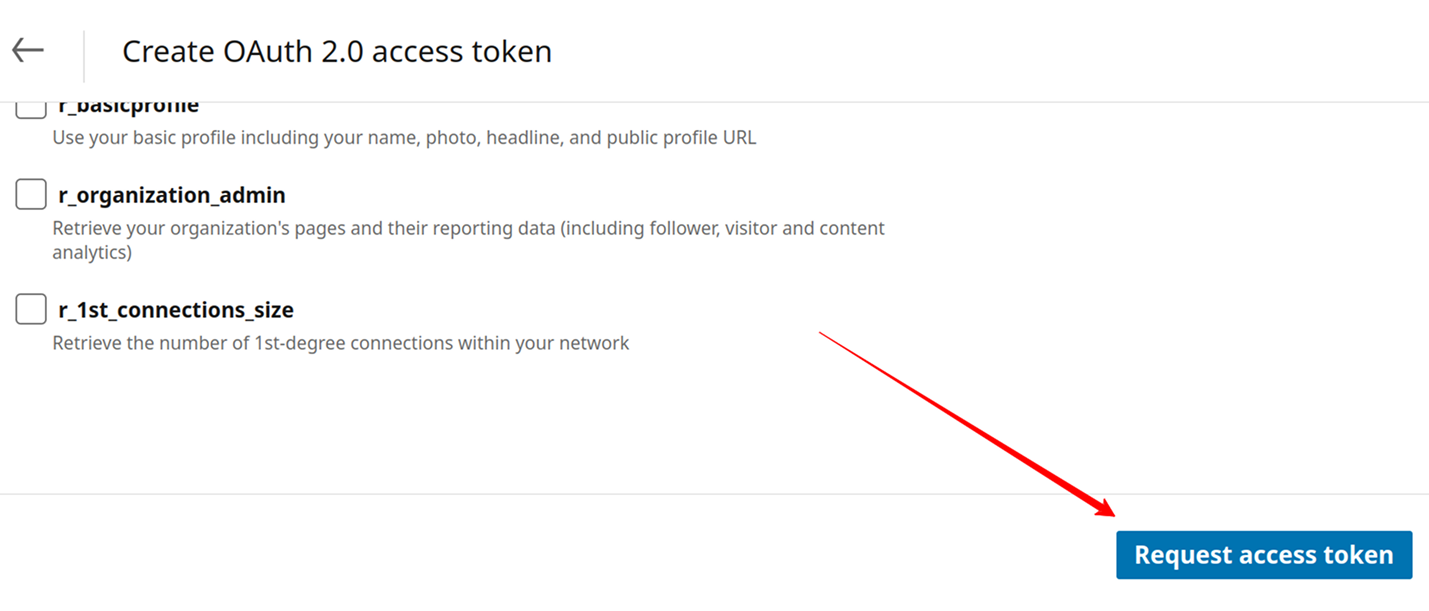 Create OAuth 2.0 access token
r_basicprofile
Use your basic profile including your name, photo, headline, and public profile URL
r_organization_admin
Retrieve your organization's pages and their reporting data (including follower, visitor and content
analytics)
r_1st_connections_size
Retrieve the number of 1st-degree connections within your network
Request access token